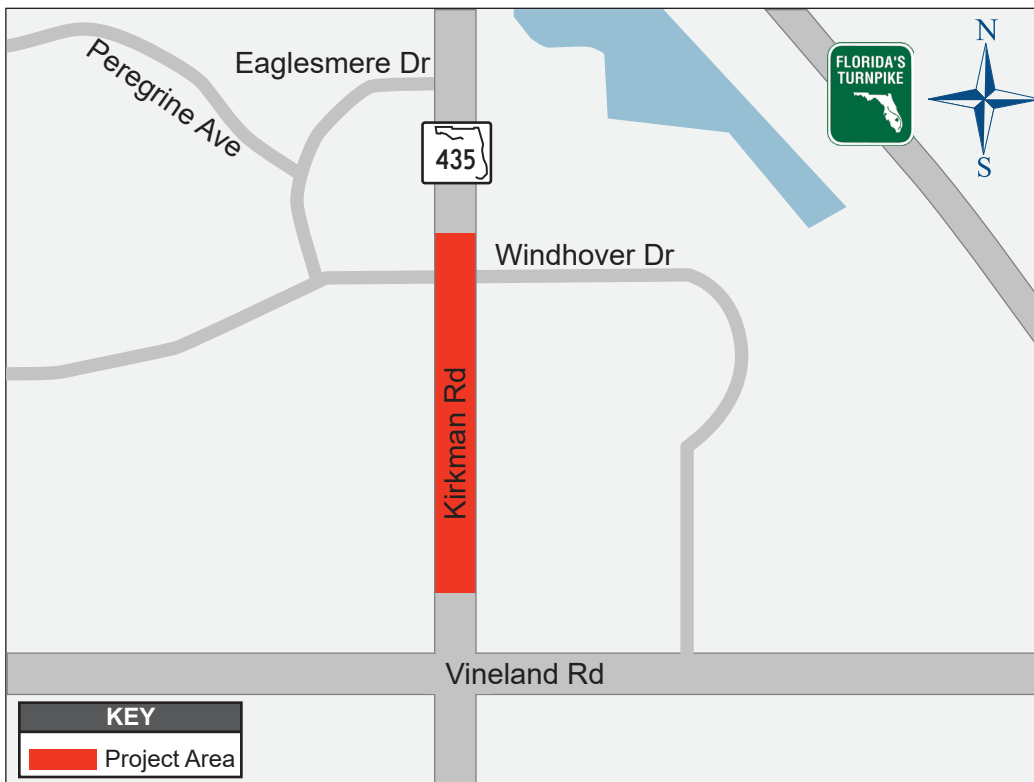 N
FLORIDA'S
TURNPIKE
S
Eaglesmere Dr
Peregrine Ave
435
Windhover Dr
Kirkman Rd
Vineland Rd
KEY
Project Area